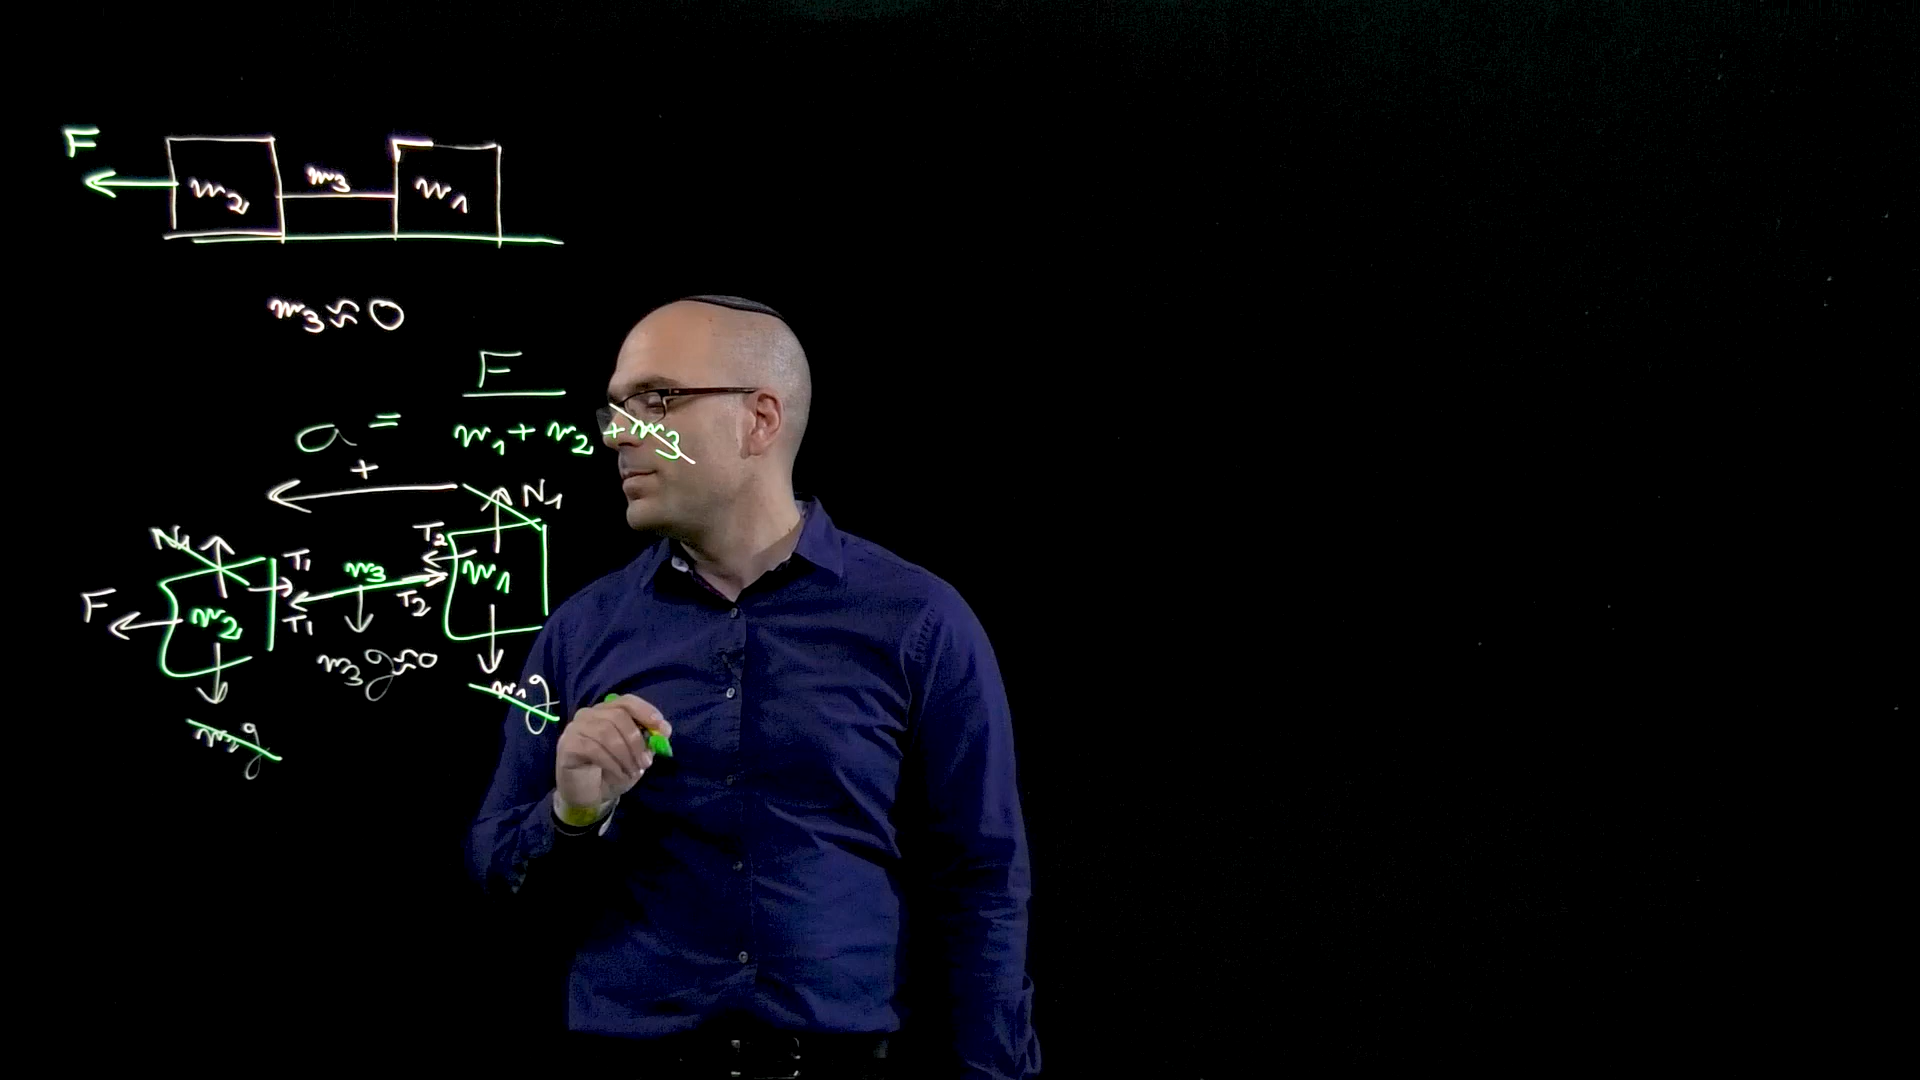 F
m₂ m₃ m₁
m₃ ≈ 0
a = F / (m₁ + m₂ + m₃)
+
N₁
T₂
T₁ m₃ m₁
F m₂ T₁ T₂
m₃g ≈ 0
m₁g
m₂g